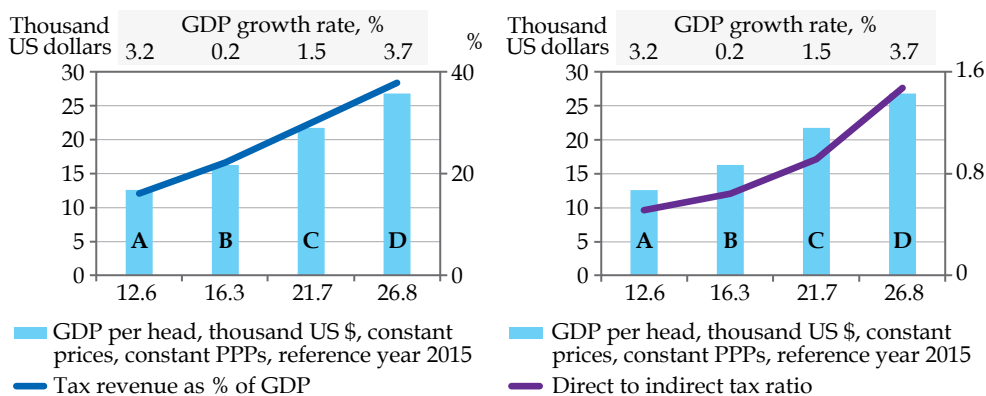 Thousand
US dollars
GDP growth rate, %
3.2 0.2 1.5 3.7
%
30
25
20
15
10
5
0
40
20
0
A B C D
12.6 16.3 21.7 26.8
GDP per head, thousand US $, constant
prices, constant PPPs, reference year 2015
Tax revenue as % of GDP
Thousand
US dollars
GDP growth rate, %
3.2 0.2 1.5 3.7
30
25
20
15
10
5
0
1.6
0.8
0
A B C D
12.6 16.3 21.7 26.8
GDP per head, thousand US $, constant
prices, constant PPPs, reference year 2015
Direct to indirect tax ratio